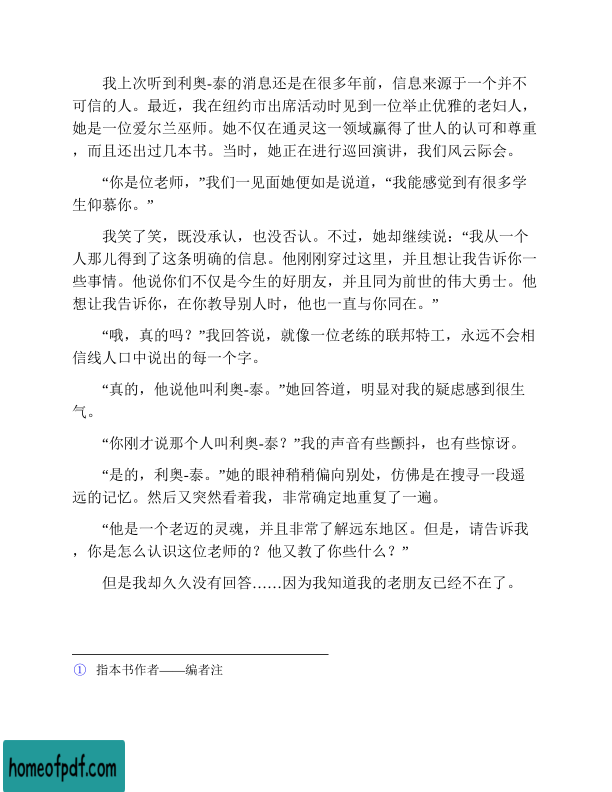 我上次听到利奥-泰的消息还是在很多年前，信息来源于一个并不
可信的人。最近，我在纽约市出席活动时见到一位举止优雅的老妇人，
她是一位爱尔兰巫师。她不仅在通灵这一领域赢得了世人的认可和尊重
，而且还出过几本书。当时，她正在进行巡回演讲，我们风云际会。
“你是位老师，”我们一见面她便如是说道，“我能感觉到有很多学
生仰慕你。”
我笑了笑，既没承认，也没否认。不过，她却继续说：“我从一个
人那儿得到了这条明确的信息。他刚刚穿过这里，并且想让我告诉你一
些事情。他说你们不仅是今生的好朋友，并且同为前世的伟大勇士。他
想让我告诉你，在你教导别人时，他也一直与你同在。”
“哦，真的吗？”我回答说，就像一位老练的联邦特工，永远不会相
信线人口中说出的每一个字。
“真的，他说他叫利奥-泰。”她回答道，明显对我的疑虑感到很生
气。
“你刚才说那个人叫利奥-泰？”我的声音有些颤抖，也有些惊讶。
“是的，利奥-泰。”她的眼神稍稍偏向别处，仿佛是在搜寻一段遥
远的记忆。然后又突然看着我，非常确定地重复了一遍。
“他是一个老迈的灵魂，并且非常了解远东地区。但是，请告诉我
，你是怎么认识这位老师的？他又教了你些什么？”
但是我却久久没有回答……因为我知道我的老朋友已经不在了。
① 指本书作者——编者注
homeofpdf.com